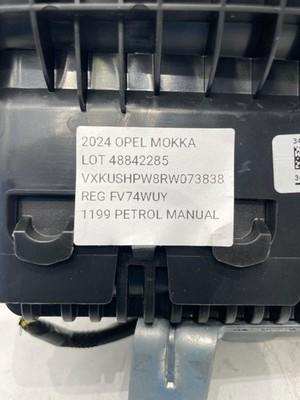 2024 OPEL MOKKA
LOT 48842285
VXKUSHPW8RW073838
REG FV74WUY
1199 PETROL MANUAL